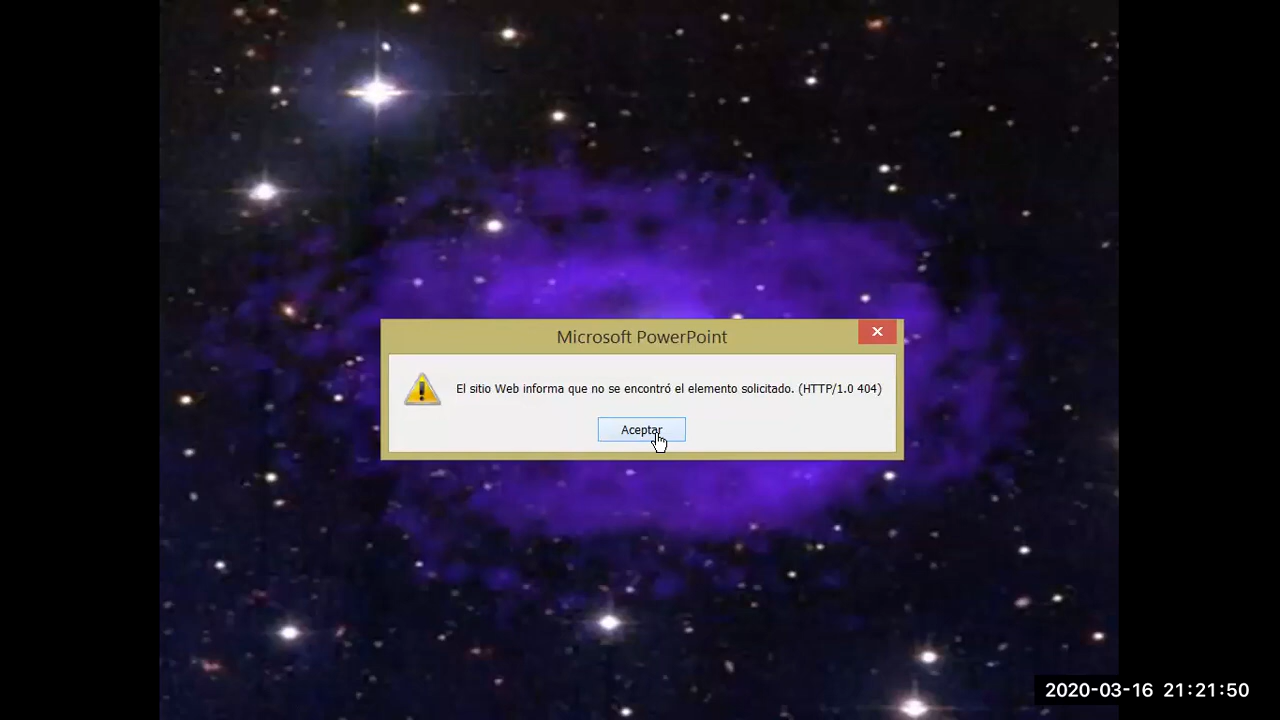 Microsoft PowerPoint
El sitio Web informa que no se encontró el elemento solicitado. (HTTP/1.0 404)
Aceptar
2020-03-16 21:21:50